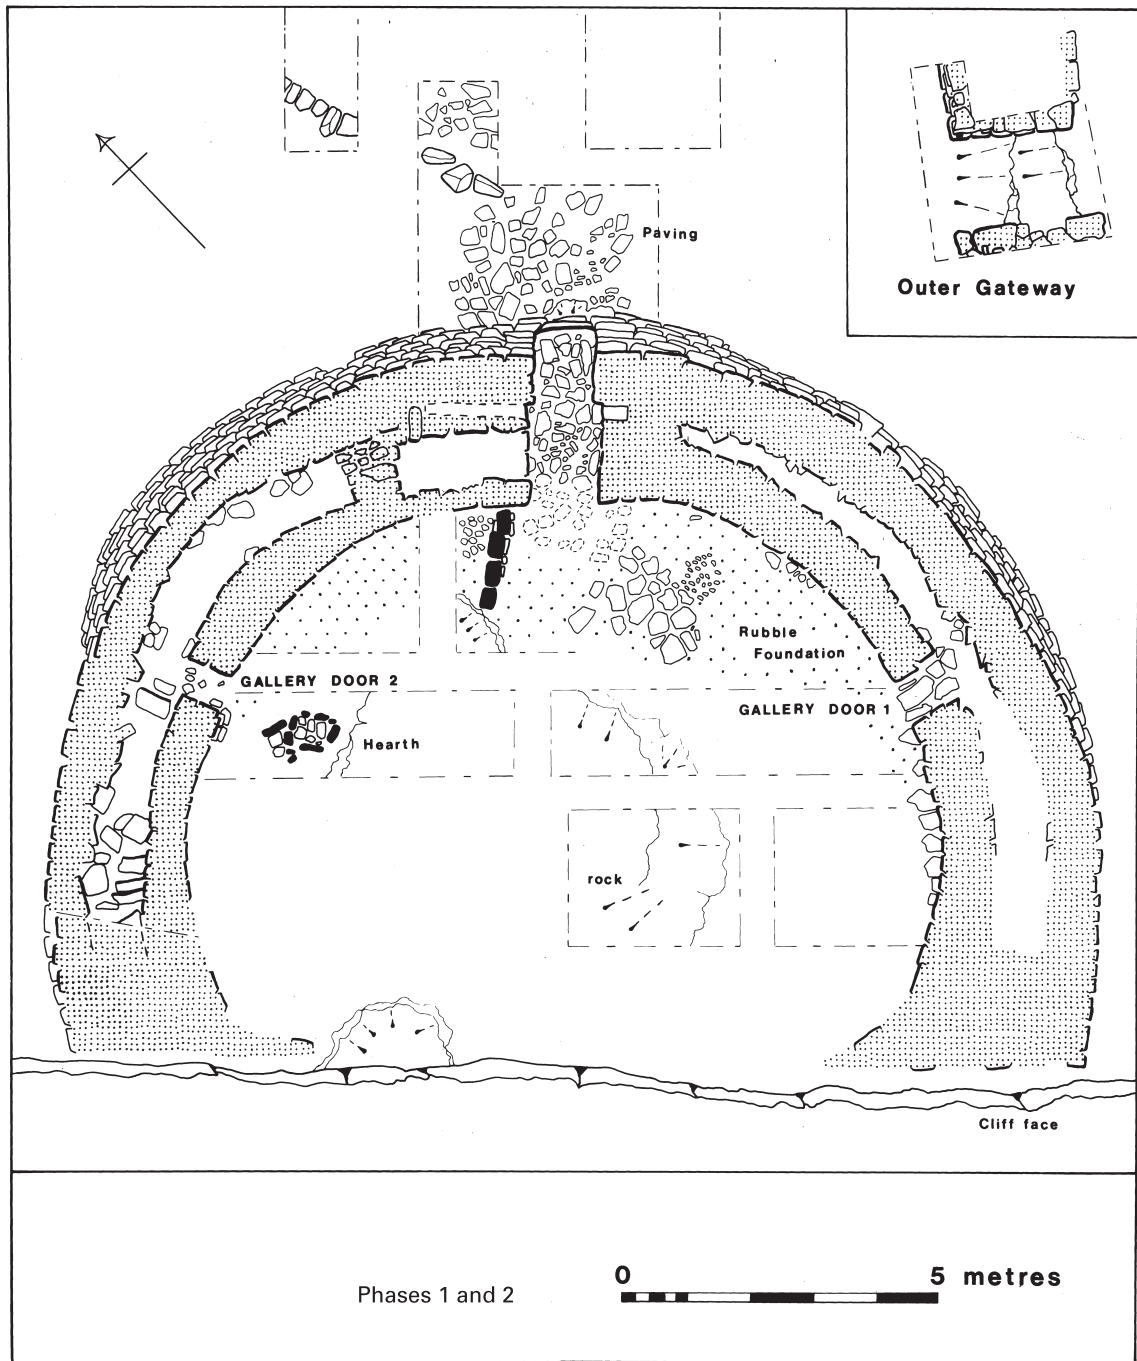 Paving
Outer Gateway
Rubble
Foundation
GALLERY DOOR 2
GALLERY DOOR 1
Hearth
rock
Cliff face
Phases 1 and 2
0 5 metres